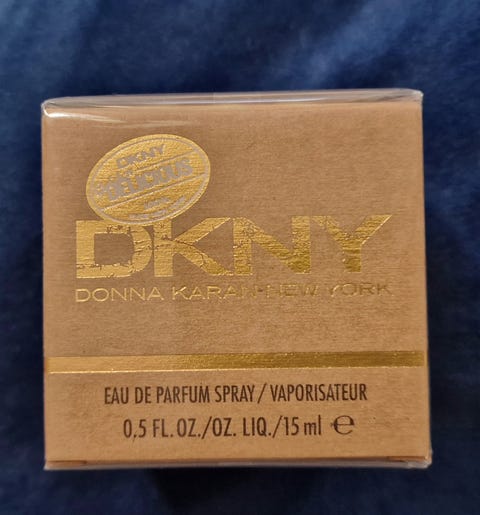 DKNY
DELICIOUS
DKNY
DONNA KARAN NEW YORK
EAU DE PARFUM SPRAY / VAPORISATEUR
0.5 FL. OZ./OZ. LIQ./15 ml ℮